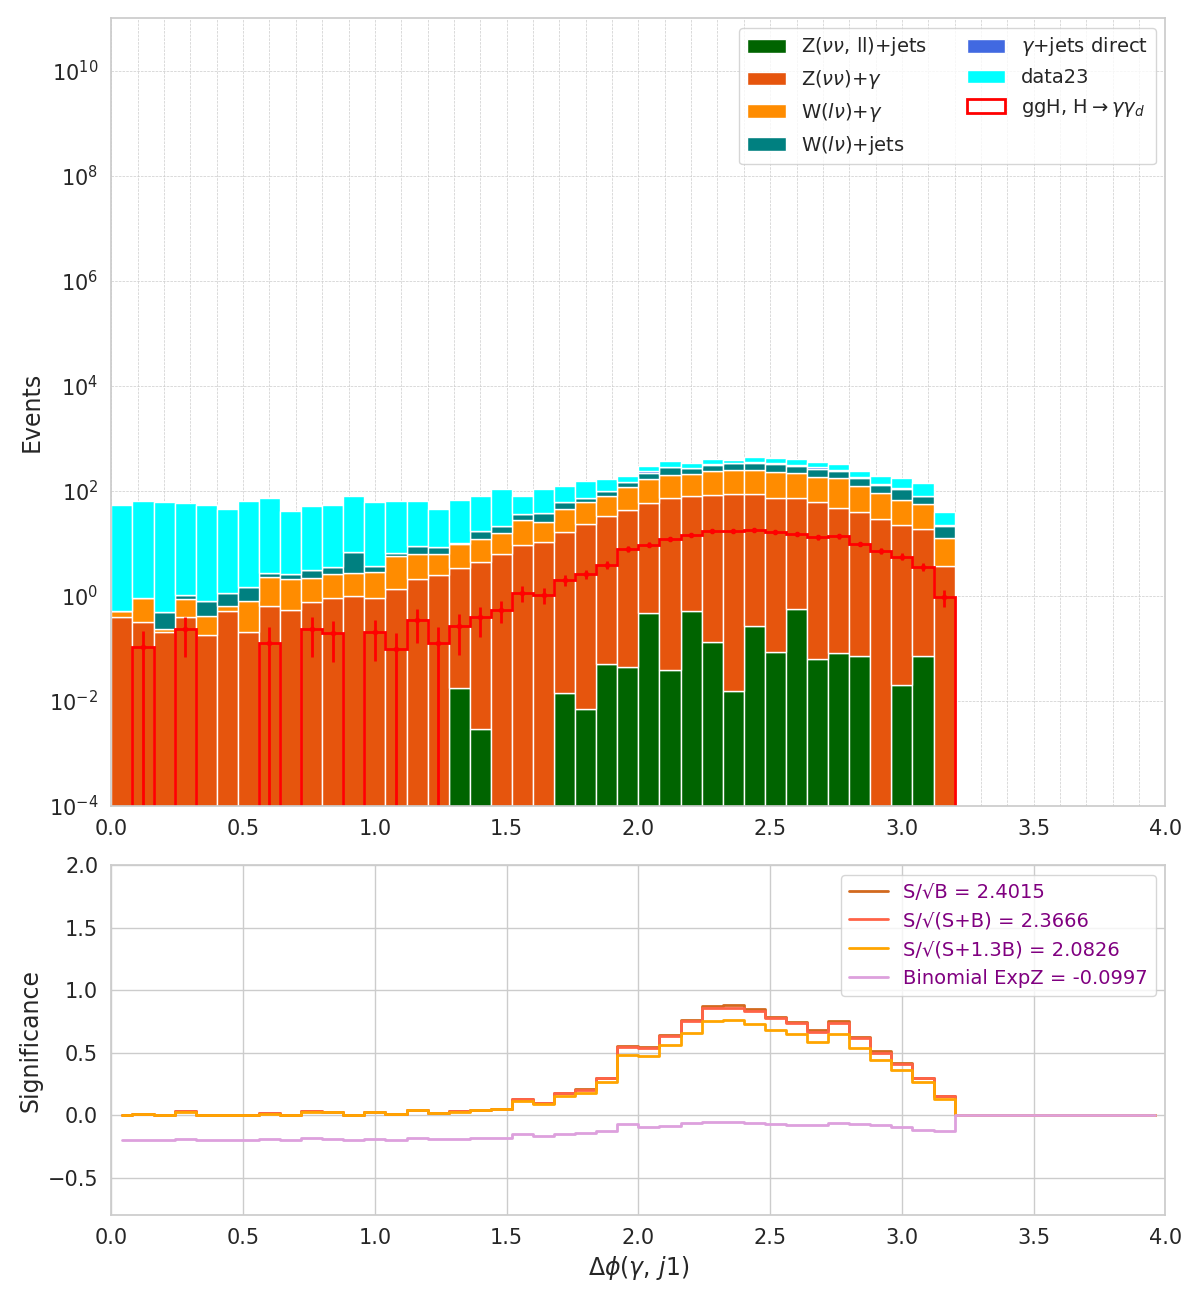 Z(νν, ll)+jets
Z(νν)+γ
W(lν)+γ
W(lν)+jets
γ+jets direct
data23
ggH, H→γγ_d
Events
10^10
10^8
10^6
10^4
10^2
10^0
10^−2
10^−4
0.0 0.5 1.0 1.5 2.0 2.5 3.0 3.5 4.0
S/√B = 2.4015
S/√(S+B) = 2.3666
S/√(S+1.3B) = 2.0826
Binomial ExpZ = -0.0997
Significance
2.0
1.5
1.0
0.5
0.0
−0.5
0.0 0.5 1.0 1.5 2.0 2.5 3.0 3.5 4.0
Δϕ(γ, j1)